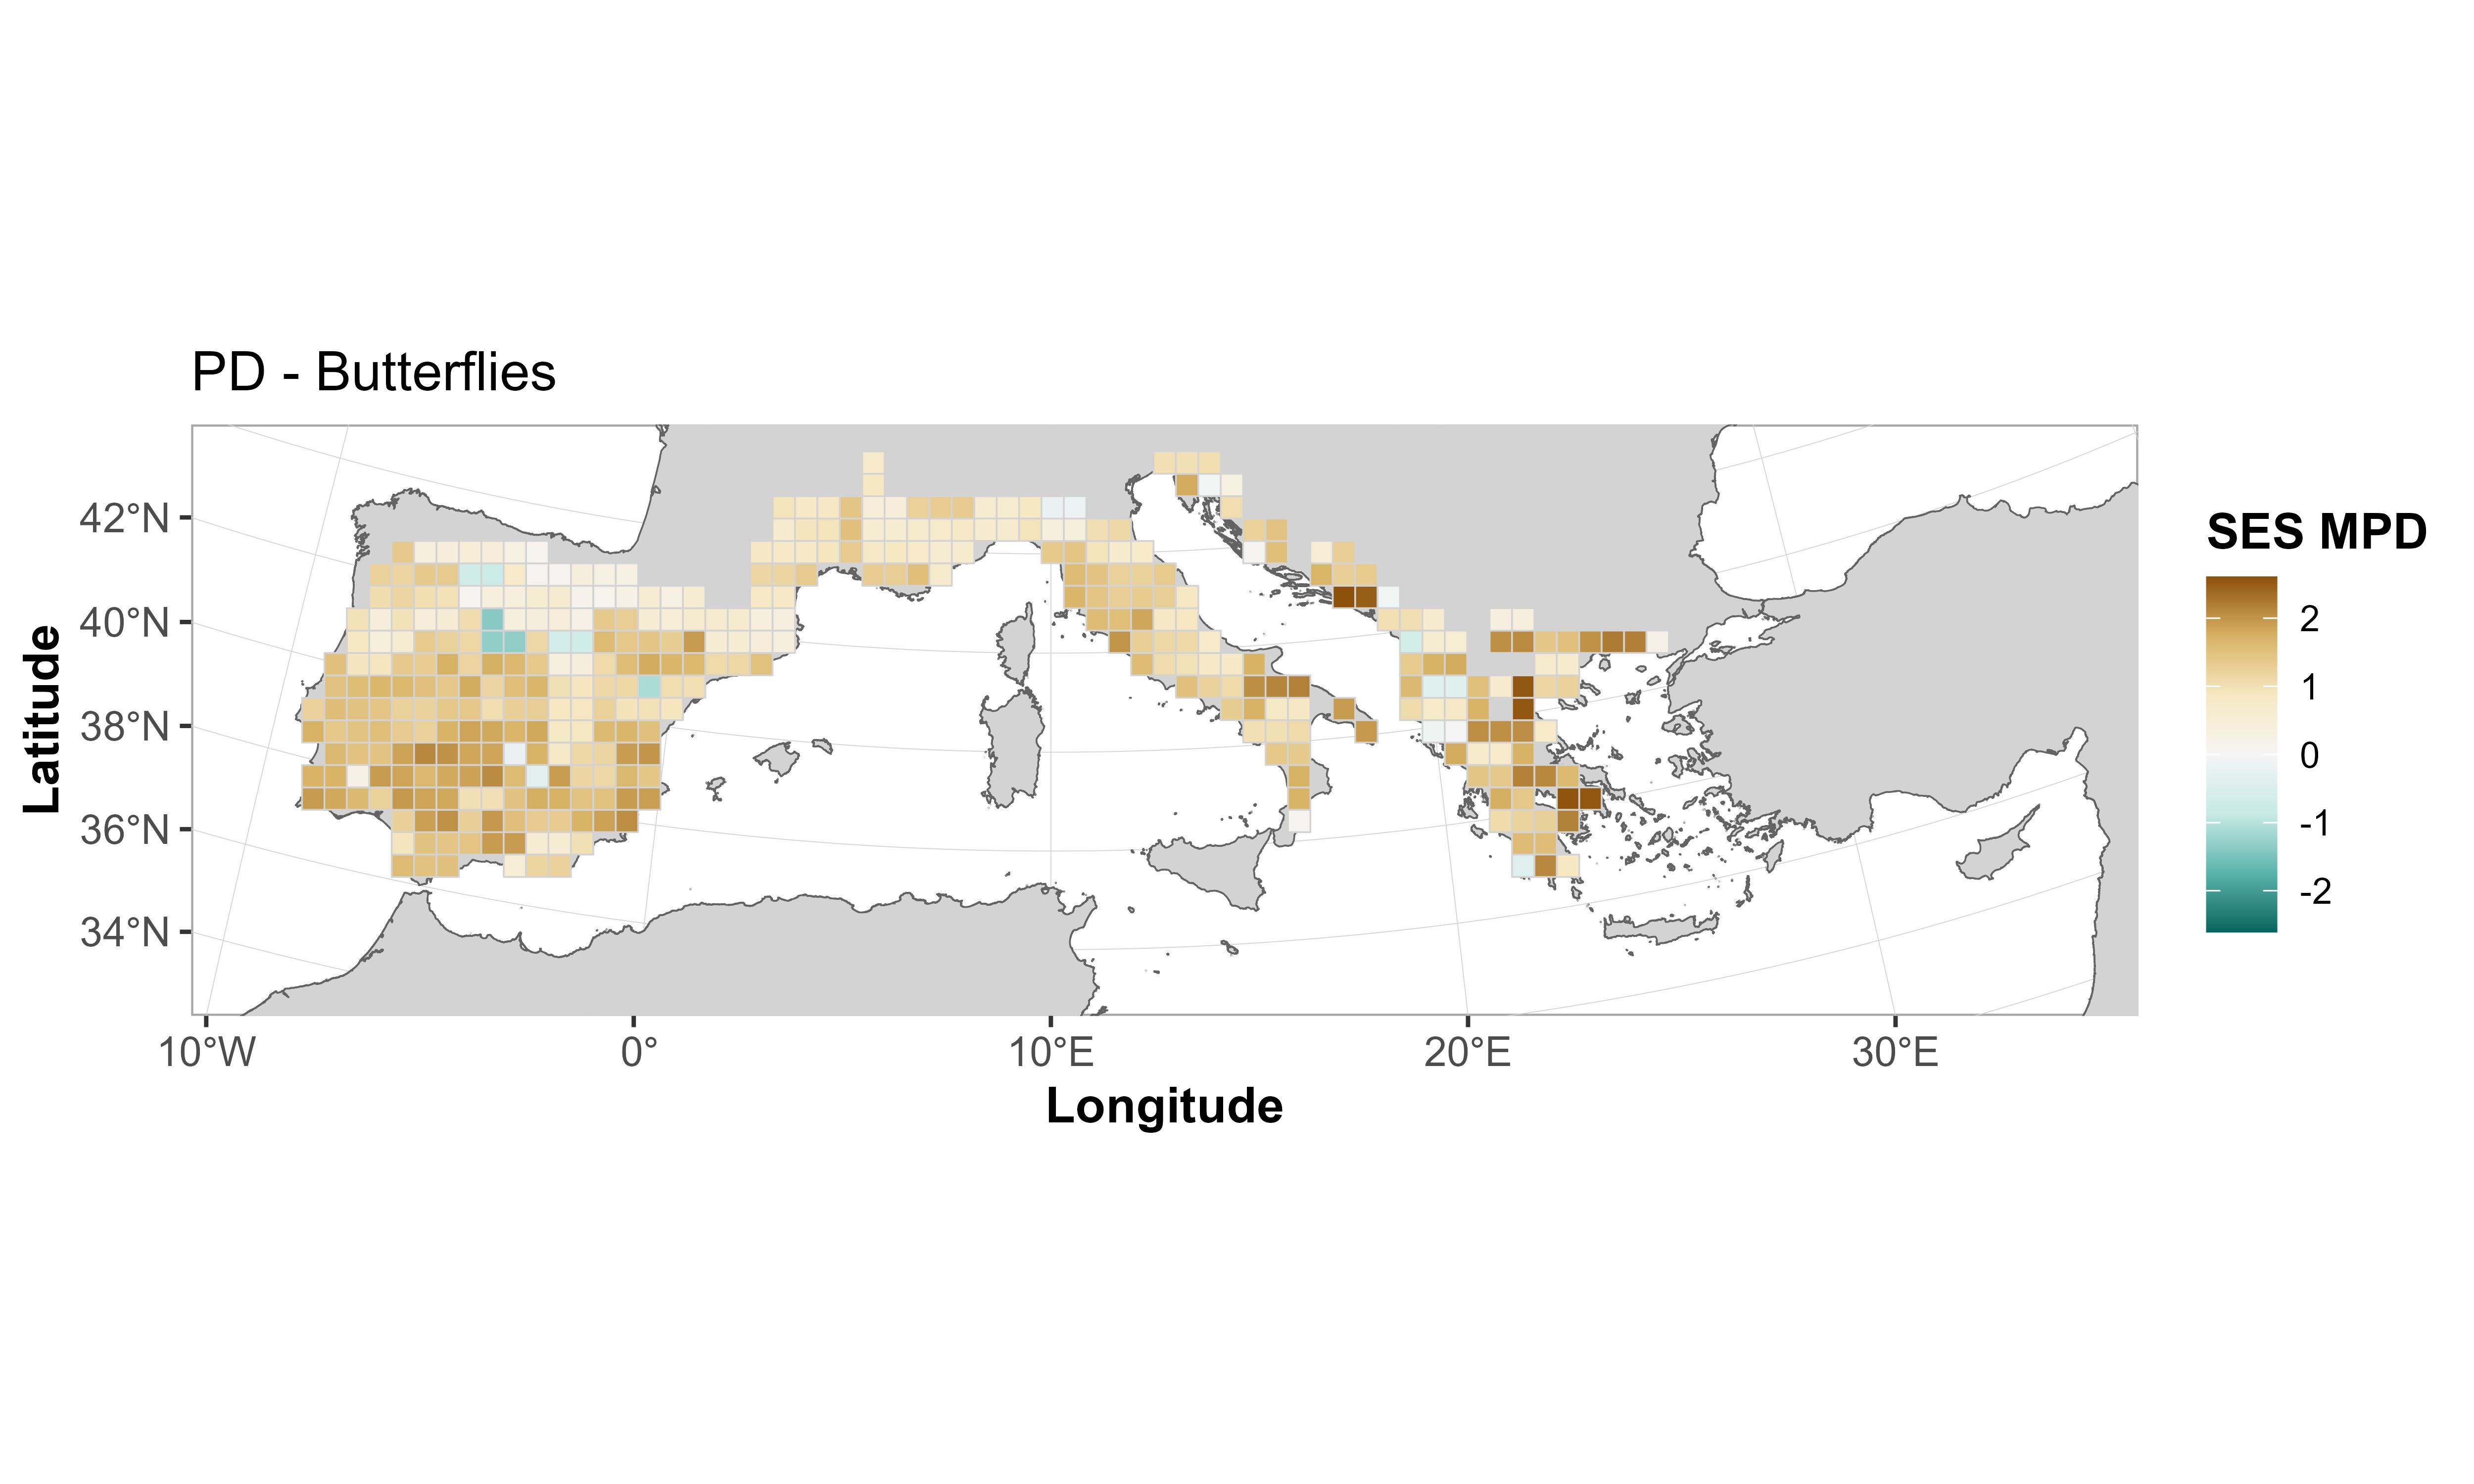 PD - Butterflies
42°N
40°N
38°N
36°N
34°N
Latitude
10°W
0°
10°E
20°E
30°E
Longitude
SES MPD
2
1
0
-1
-2